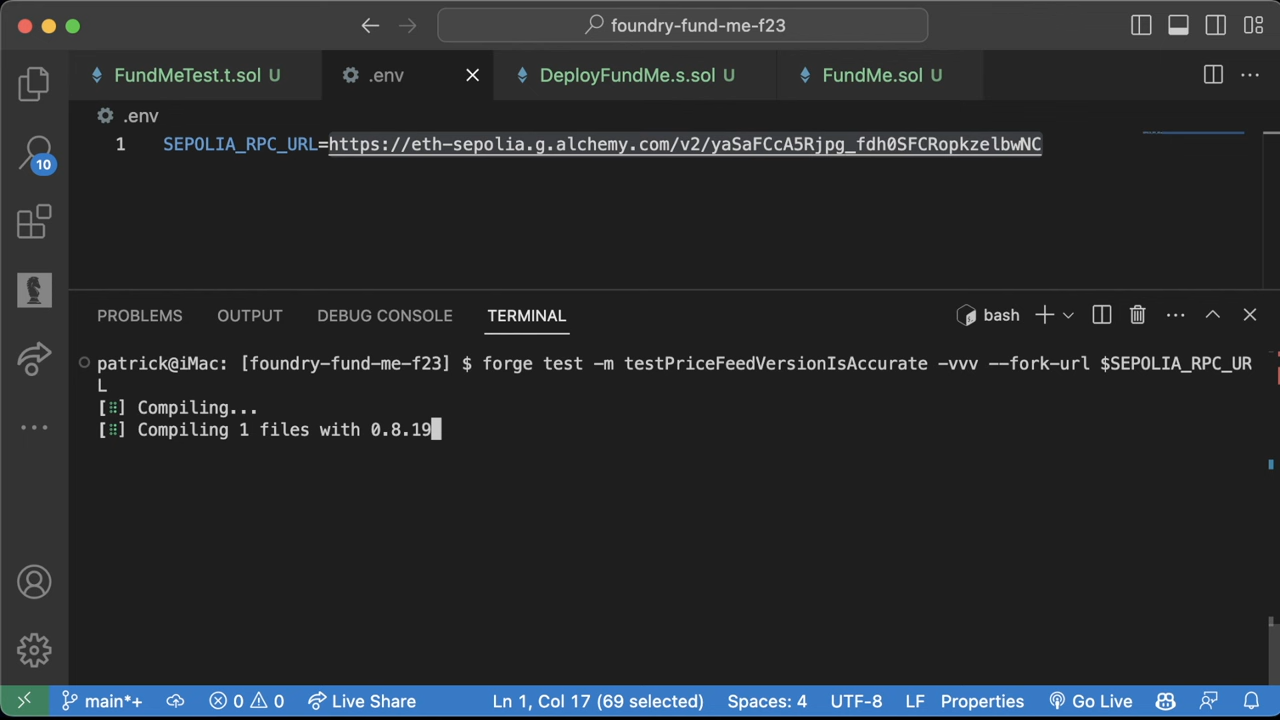 foundry-fund-me-f23
FundMeTest.t.sol U
.env
DeployFundMe.s.sol U
FundMe.sol U
.env
1 SEPOLIA_RPC_URL=https://eth-sepolia.g.alchemy.com/v2/yaSaFCcA5Rjpg_fdh0SFCRopkzelbwNC
10
PROBLEMS OUTPUT DEBUG CONSOLE TERMINAL
bash
patrick@iMac: [foundry-fund-me-f23] $ forge test -m testPriceFeedVersionIsAccurate -vvv --fork-url $SEPOLIA_RPC_UR
L
[⠿] Compiling...
[⠿] Compiling 1 files with 0.8.19
main*+ 0 0 Live Share Ln 1, Col 17 (69 selected) Spaces: 4 UTF-8 LF Properties Go Live